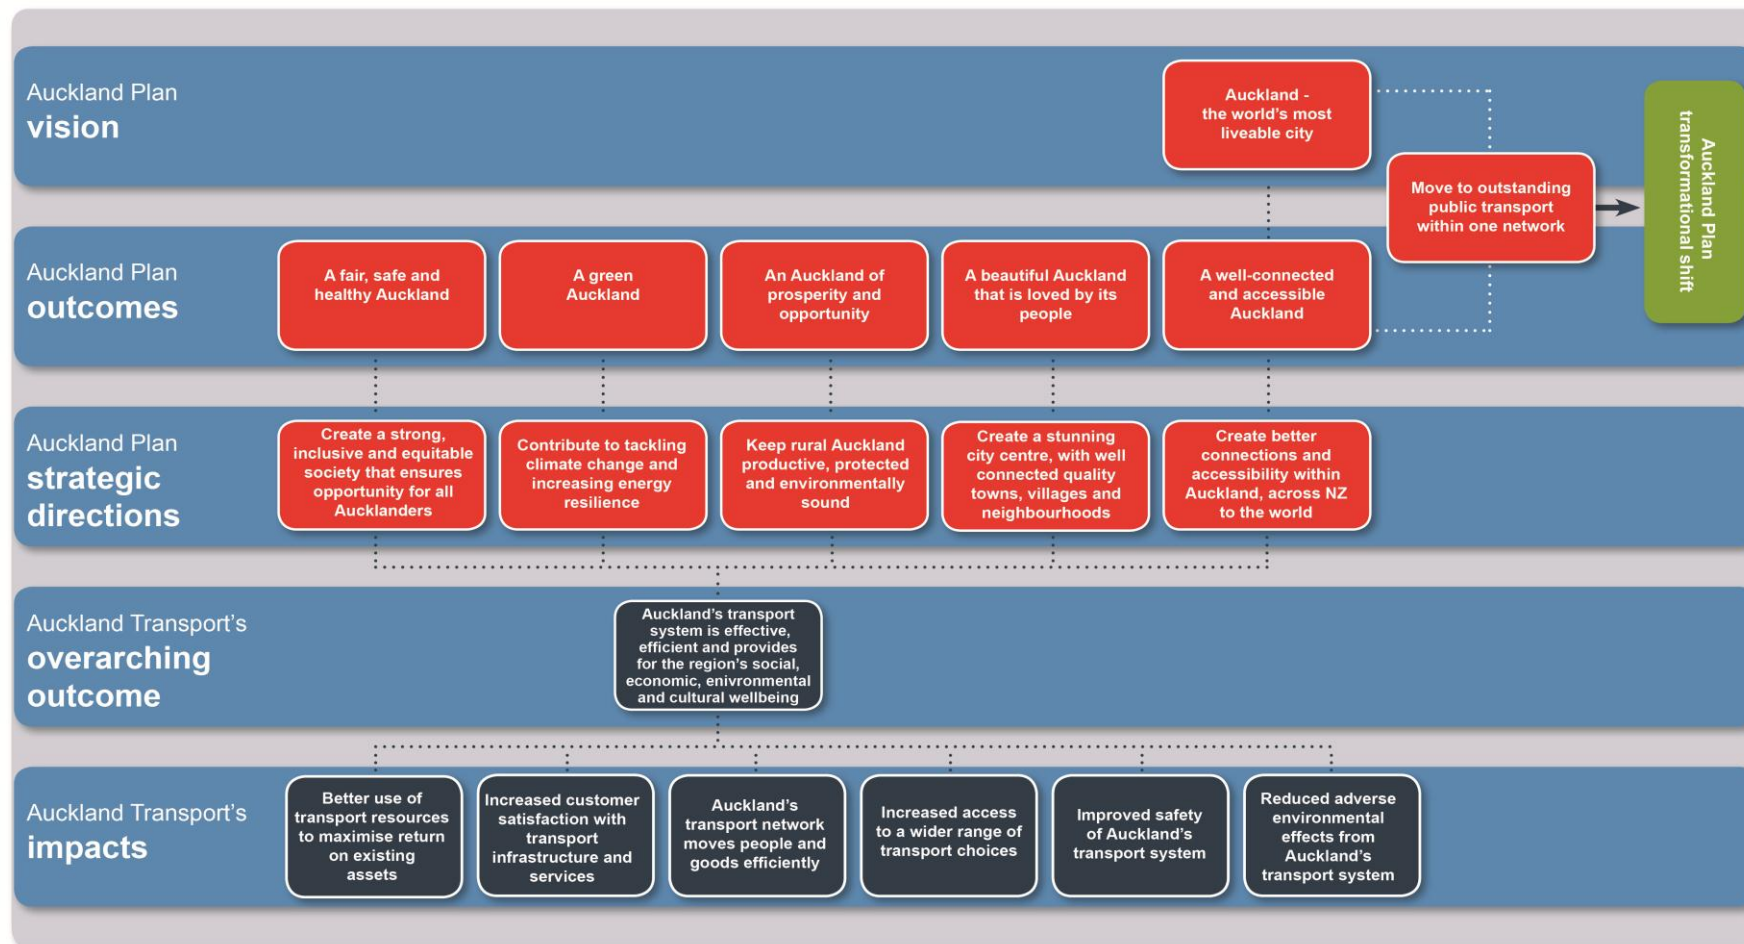 Auckland Plan
vision
Auckland -
the world's most
liveable city
Move to outstanding
public transport
within one network
Auckland Plan
transformational shift
Auckland Plan
outcomes
A fair, safe and
healthy Auckland
A green
Auckland
An Auckland of
prosperity and
opportunity
A beautiful Auckland
that is loved by its
people
A well-connected
and accessible
Auckland
Auckland Plan
strategic
directions
Create a strong,
inclusive and equitable
society that ensures
opportunity for all
Aucklanders
Contribute to tackling
climate change and
increasing energy
resilience
Keep rural Auckland
productive, protected
and environmentally
sound
Create a stunning
city centre, with well
connected quality
towns, villages and
neighbourhoods
Create better
connections and
accessibility within
Auckland, across NZ
to the world
Auckland Transport's
overarching
outcome
Auckland's transport
system is effective,
efficient and provides
for the region's social,
economic, enivronmental
and cultural wellbeing
Auckland Transport's
impacts
Better use of
transport resources
to maximise return
on existing
assets
Increased customer
satisfaction with
transport
infrastructure and
services
Auckland's
transport network
moves people and
goods efficiently
Increased access
to a wider range of
transport choices
Improved safety
of Auckland's
transport system
Reduced adverse
environmental
effects from
Auckland's
transport system